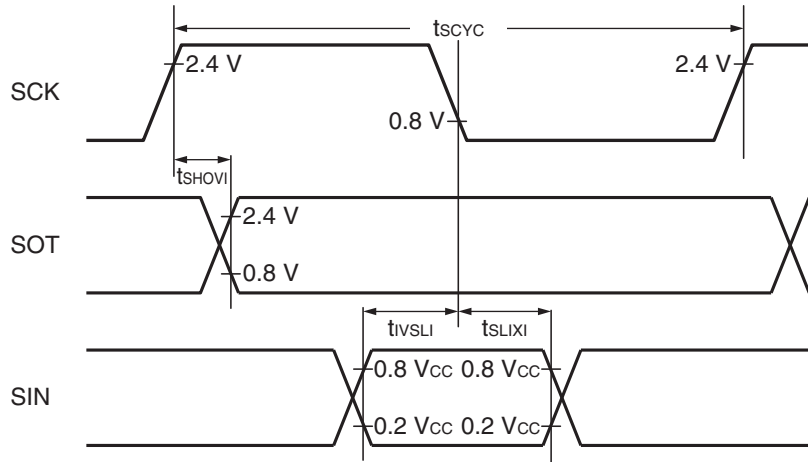 tSCYC
SCK
2.4 V
0.8 V
2.4 V
tSHOVI
SOT
2.4 V
0.8 V
tIVSLI
tSLIXI
SIN
0.8 VCC 0.8 VCC
0.2 VCC 0.2 VCC